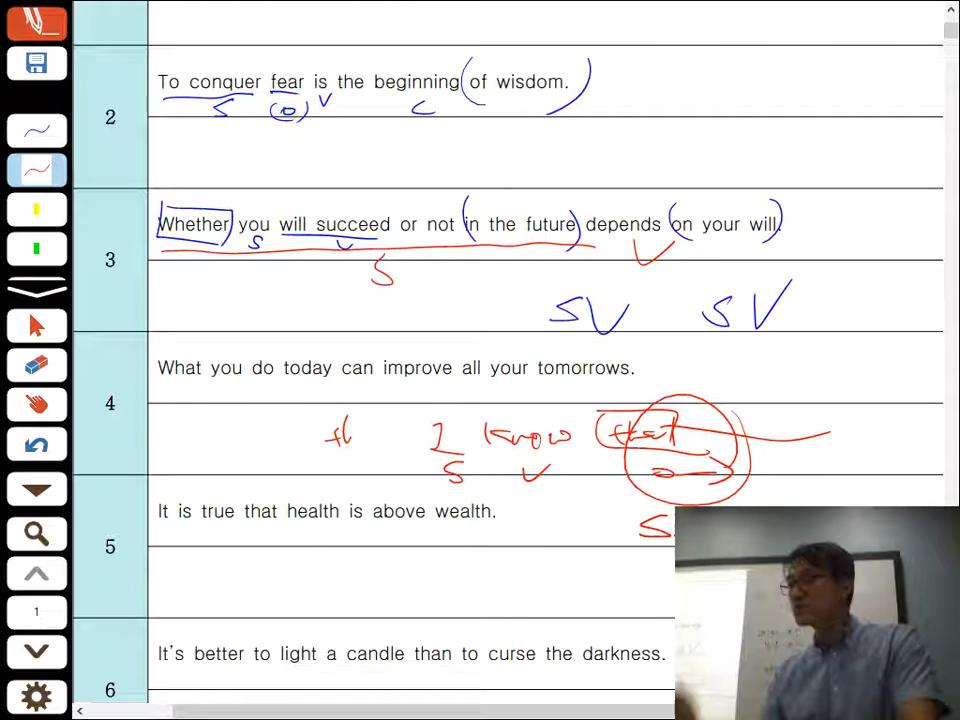 2
To conquer fear is the beginning (of wisdom.)
S (o) V C
3
Whether you will succeed or not (in the future) depends (on your will.)
S V
S V
SV SV
4
What you do today can improve all your tomorrows.
I know (that
S V o
S
5
It is true that health is above wealth.
6
It's better to light a candle than to curse the darkness.
1